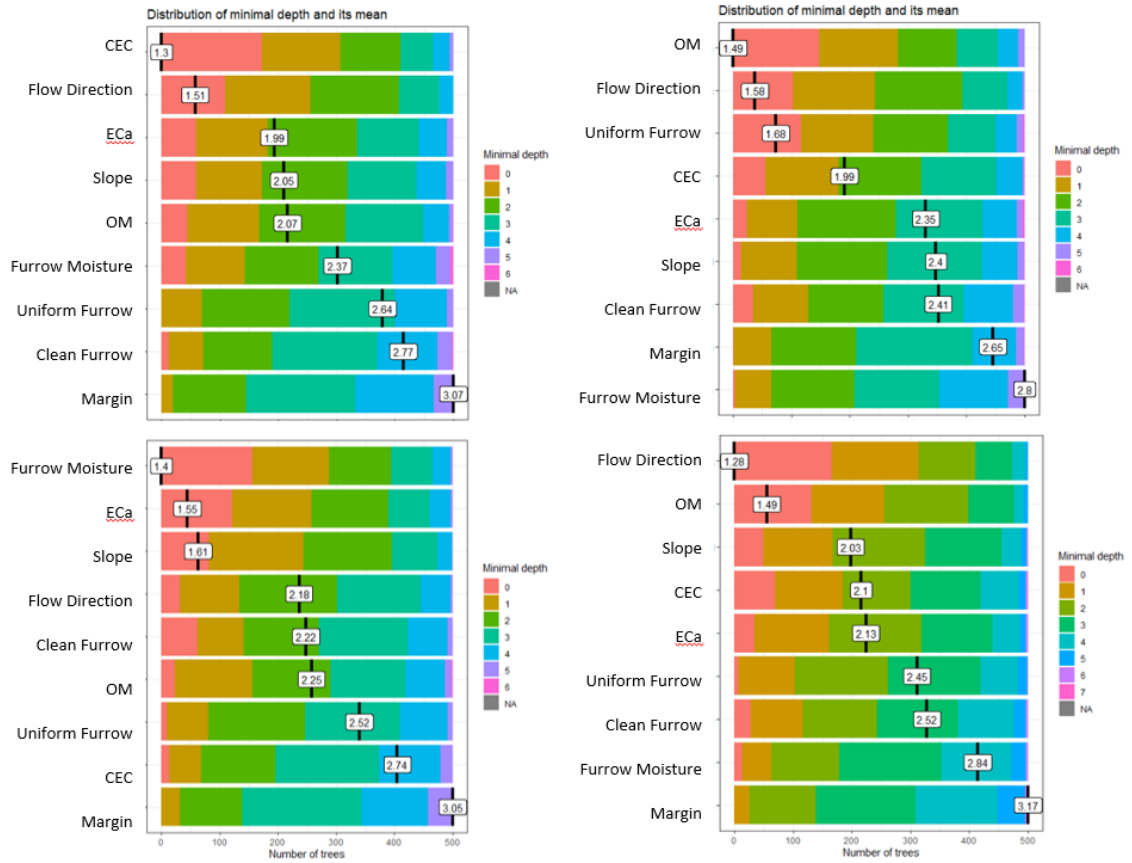 Distribution of minimal depth and its mean
CEC
1.3
Flow Direction
1.51
ECa
1.99
Slope
2.05
OM
2.07
Furrow Moisture
2.37
Uniform Furrow
2.64
Clean Furrow
2.77
Margin
3.07
Minimal depth
0
1
2
3
4
5
6
NA
Distribution of minimal depth and its mean
OM
1.49
Flow Direction
1.58
Uniform Furrow
1.68
CEC
1.99
ECa
2.35
Slope
2.4
Clean Furrow
2.41
Margin
2.65
Furrow Moisture
2.8
Minimal depth
0
1
2
3
4
5
6
NA
Furrow Moisture
1.4
ECa
1.55
Slope
1.61
Flow Direction
2.18
Clean Furrow
2.22
OM
2.25
Uniform Furrow
2.52
CEC
2.74
Margin
3.05
0 100 200 300 400 500
Number of trees
Minimal depth
0
1
2
3
4
5
6
NA
Flow Direction
1.28
OM
1.49
Slope
2.03
CEC
2.1
ECa
2.13
Uniform Furrow
2.45
Clean Furrow
2.52
Furrow Moisture
2.84
Margin
3.17
0 100 200 300 400 500
Number of trees
Minimal depth
0
1
2
3
4
5
6
7
NA